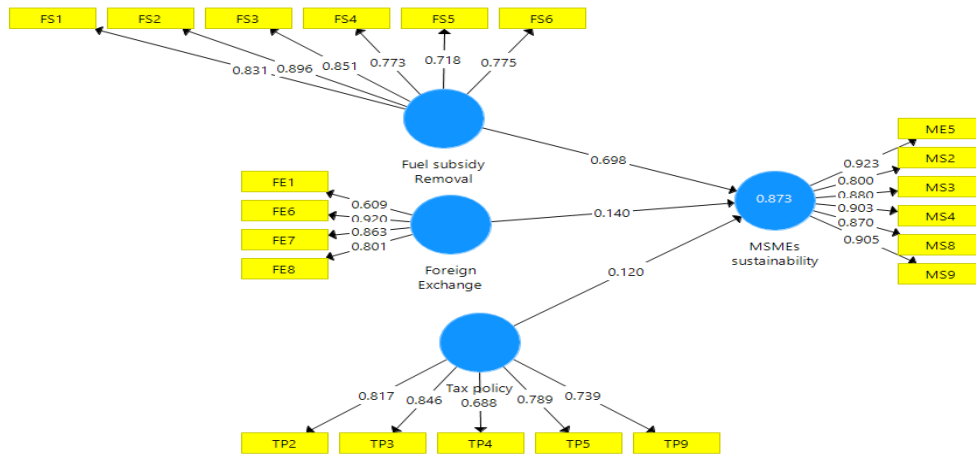 FS1 FS2 FS3 FS4 FS5 FS6
0.831 0.896 0.851 0.773 0.718 0.775
Fuel subsidy
Removal
0.698
FE1
FE6
FE7
FE8
0.609
0.920
0.863
0.801
Foreign
Exchange
0.140
ME5
MS2
MS3
MS4
MS8
MS9
0.923
0.800
0.880
0.903
0.870
0.905
0.873
MSMEs
sustainability
0.120
Tax policy
0.817 0.846 0.688 0.789 0.739
TP2 TP3 TP4 TP5 TP9